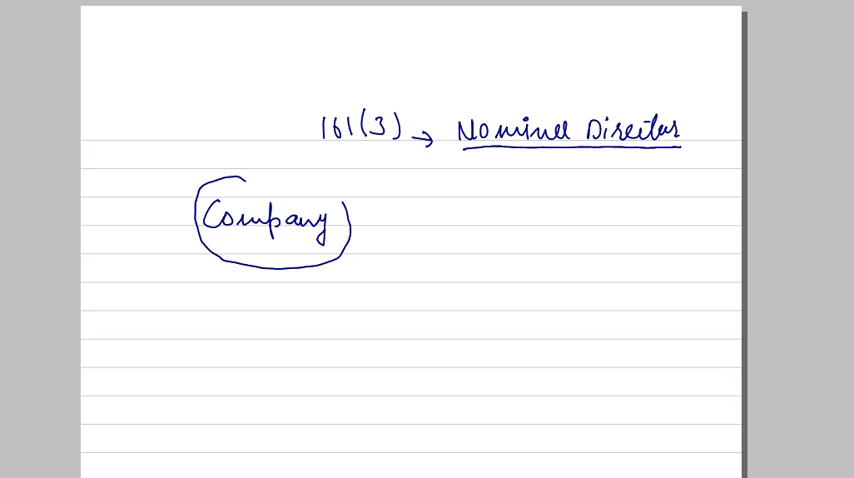 161(3) → Nominee Director
Company